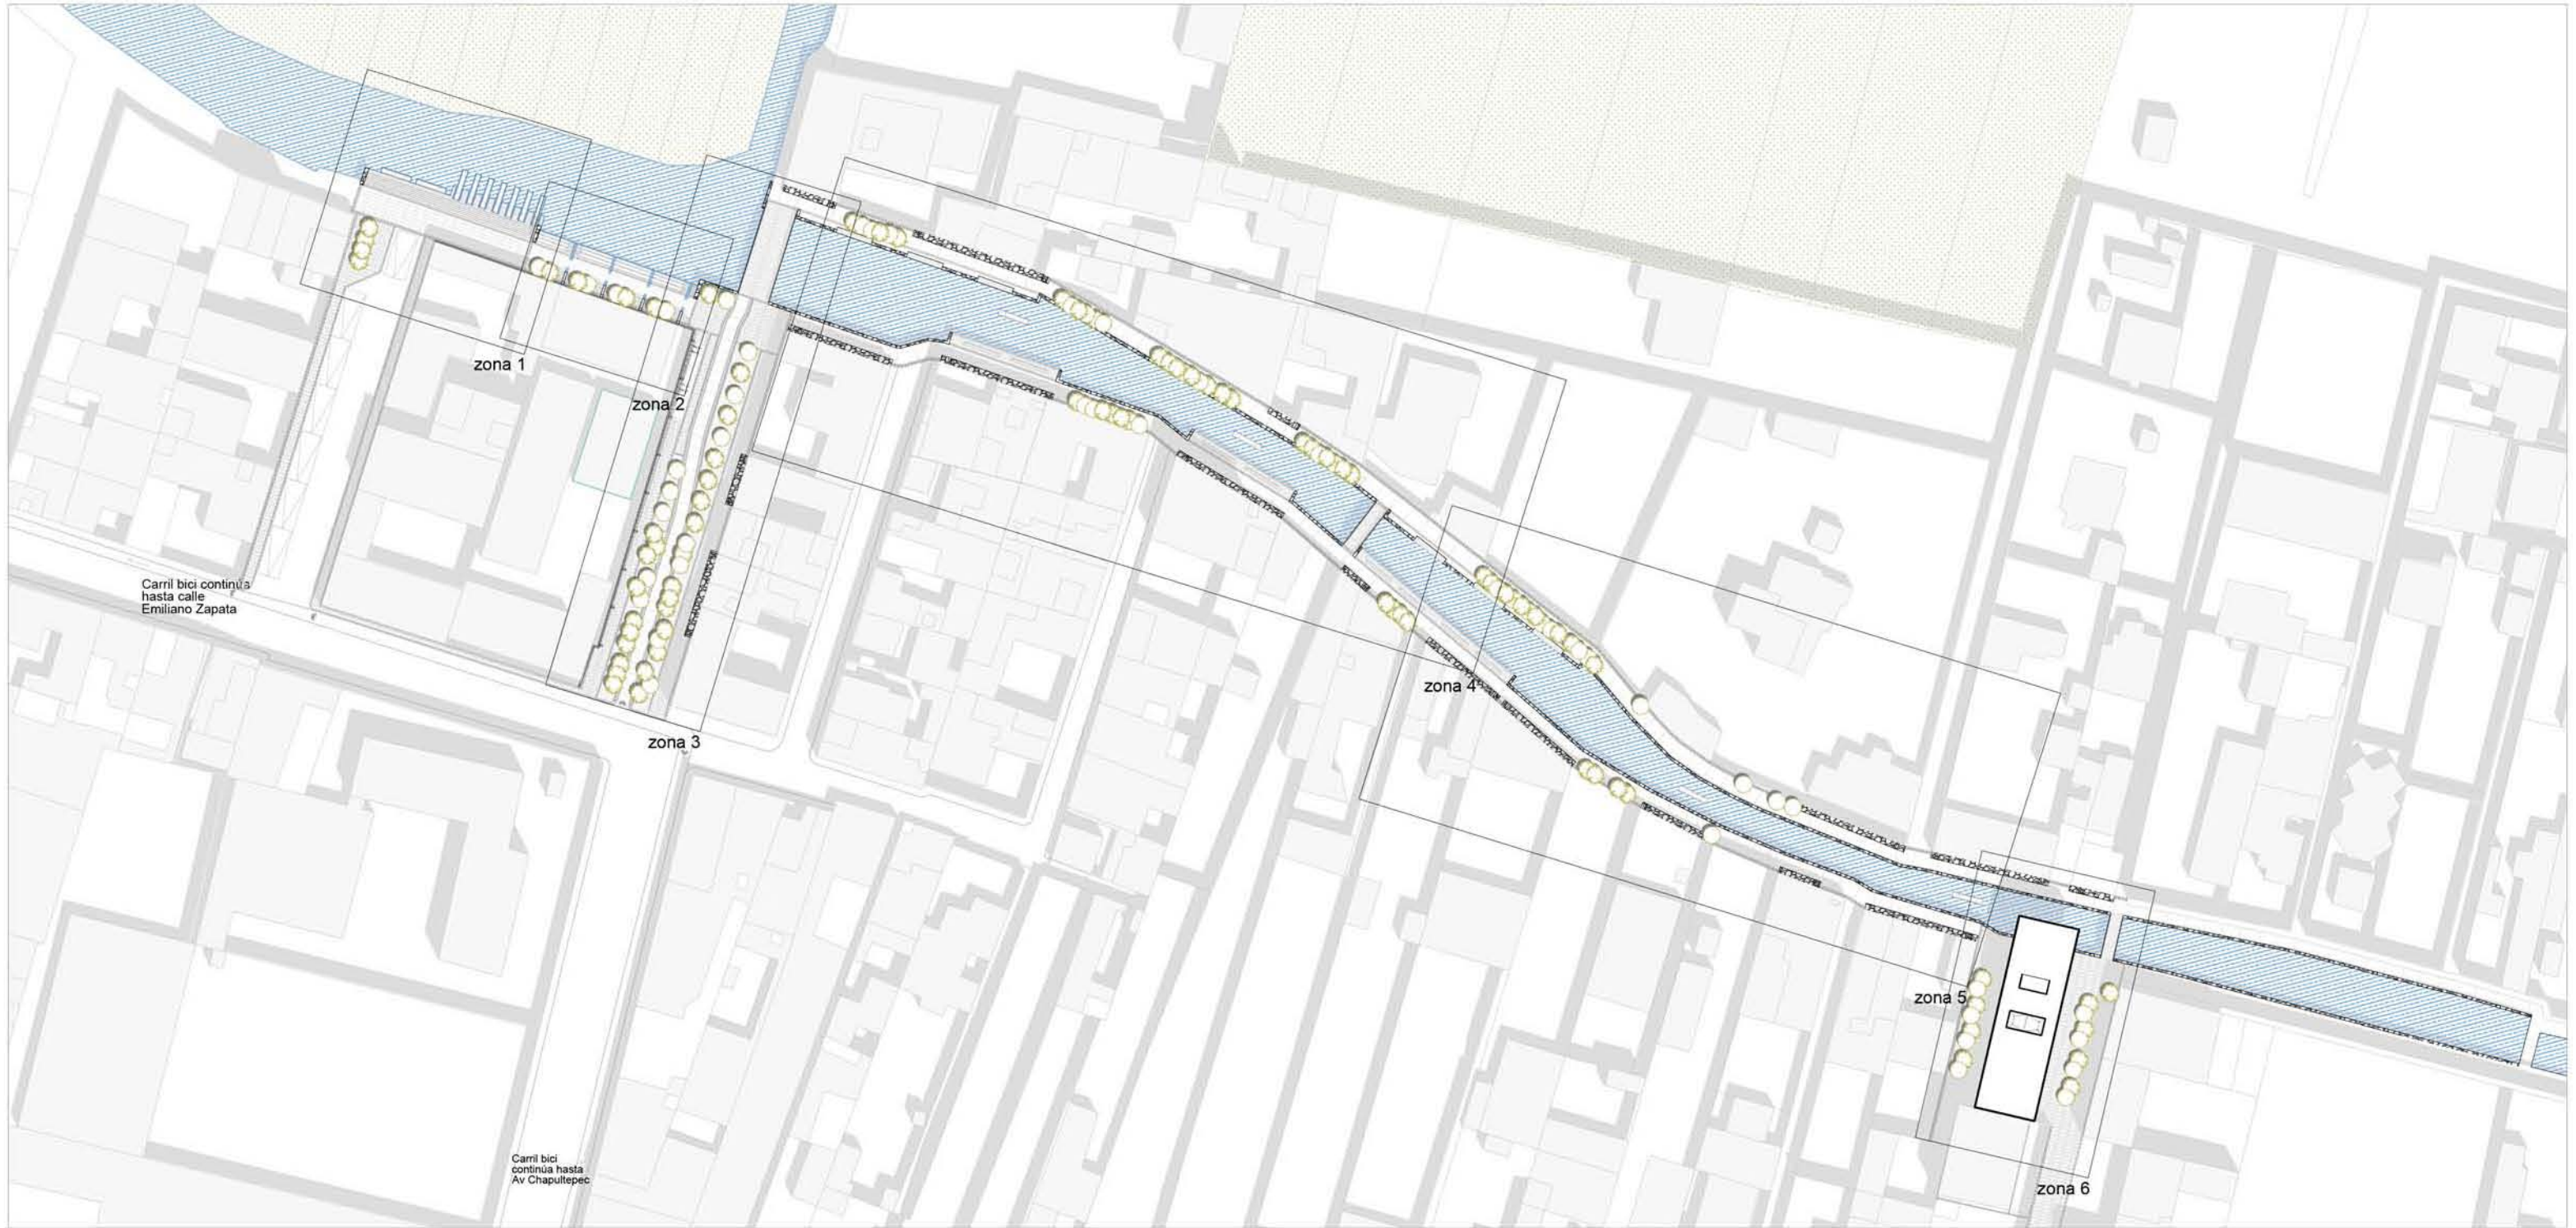 zona 1
zona 2
Carril bici continúa
hasta calle
Emiliano Zapata
zona 4
zona 3
zona 5
Carril bici
continúa hasta
Av Chapultepec
zona 6